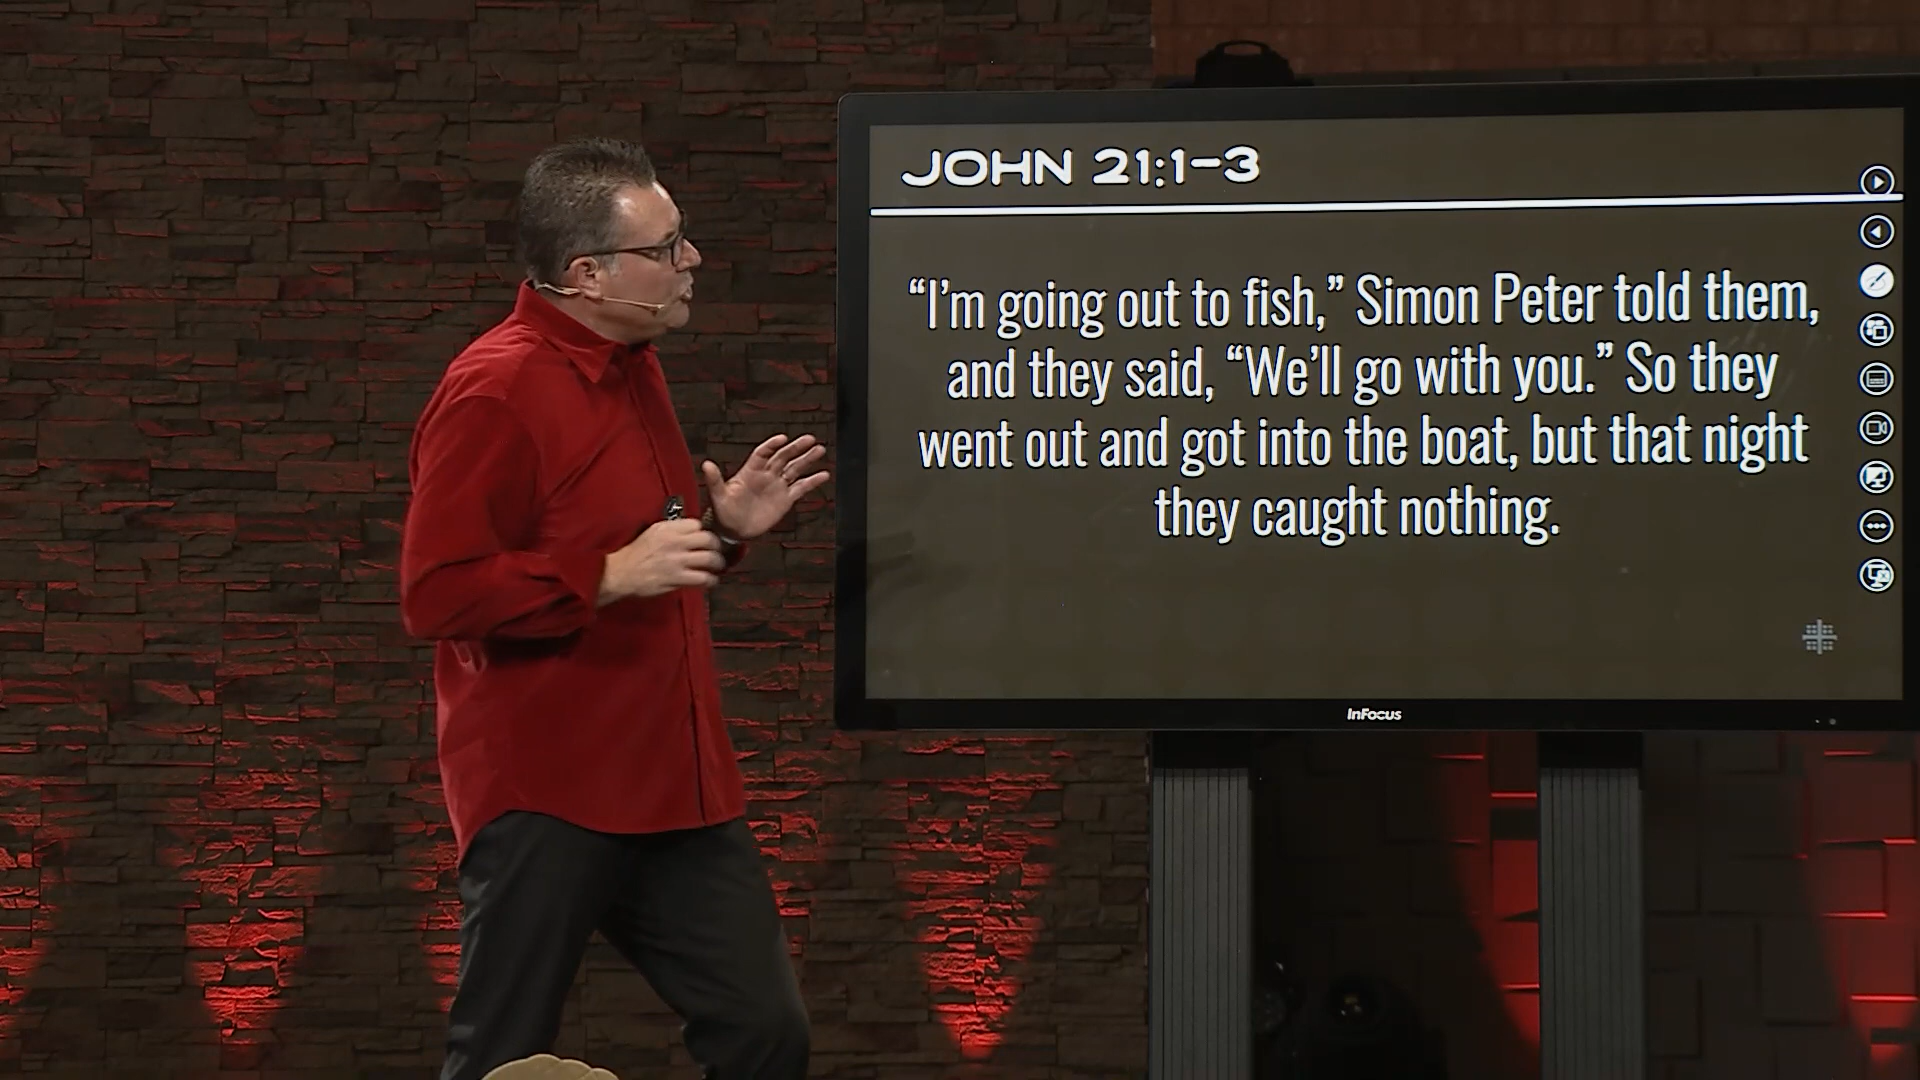 JOHN 21:1–3
“I’m going out to fish,” Simon Peter told them,
and they said, “We’ll go with you.” So they
went out and got into the boat, but that night
they caught nothing.
InFocus